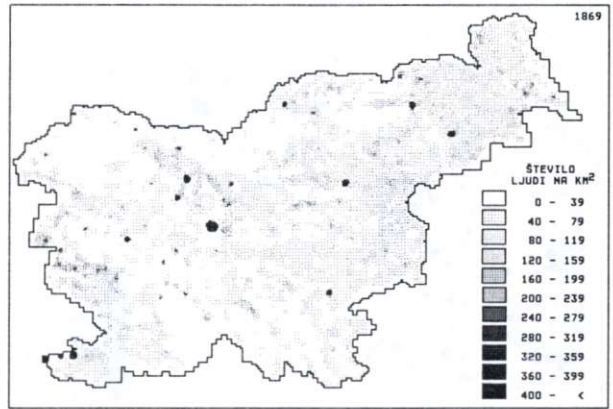 1869
ŠTEVILO
LJUDI NA KM²
0 - 39
40 - 79
80 - 119
120 - 159
160 - 199
200 - 239
240 - 279
280 - 319
320 - 359
360 - 399
400 - <